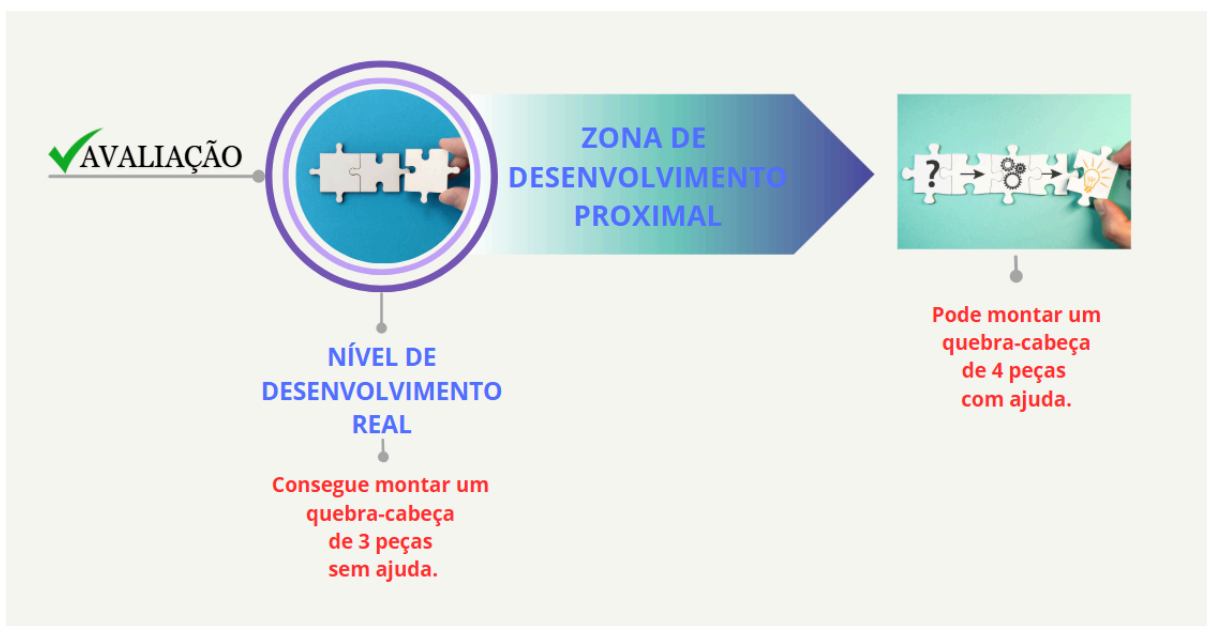 AVALIAÇÃO
ZONA DE
DESENVOLVIMENTO
PROXIMAL
?
NÍVEL DE
DESENVOLVIMENTO
REAL
Consegue montar um
quebra-cabeça
de 3 peças
sem ajuda.
Pode montar um
quebra-cabeça
de 4 peças
com ajuda.